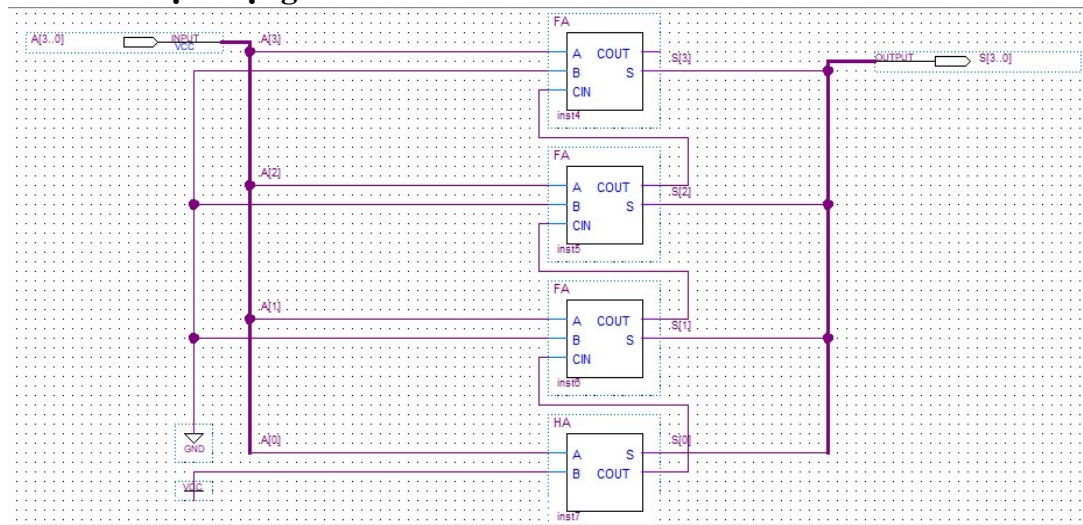 FA
A[3..0] INPUT VCC A[3]
A COUT S[3] OUTPUT S[3..0]
B S
CIN
inst4
FA
A[2]
A COUT S[2]
B S
CIN
inst5
FA
A[1]
A COUT S[1]
B S
CIN
inst6
HA
GND A[0] S[0]
A S
B COUT
VCC
inst7